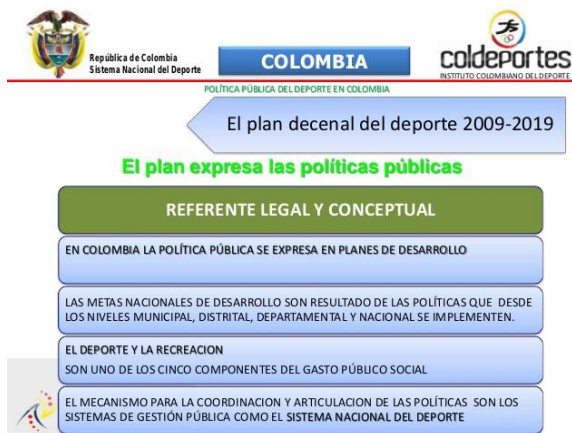 República de Colombia
Sistema Nacional del Deporte
COLOMBIA
coldeportes
INSTITUTO COLOMBIANO DEL DEPORTE
POLÍTICA PÚBLICA DEL DEPORTE EN COLOMBIA
El plan decenal del deporte 2009-2019
El plan expresa las políticas públicas
REFERENTE LEGAL Y CONCEPTUAL
EN COLOMBIA LA POLÍTICA PÚBLICA SE EXPRESA EN PLANES DE DESARROLLO
LAS METAS NACIONALES DE DESARROLLO SON RESULTADO DE LAS POLÍTICAS QUE DESDE
LOS NIVELES MUNICIPAL, DISTRITAL, DEPARTAMENTAL Y NACIONAL SE IMPLEMENTEN.
EL DEPORTE Y LA RECREACION
SON UNO DE LOS CINCO COMPONENTES DEL GASTO PÚBLICO SOCIAL
EL MECANISMO PARA LA COORDINACION Y ARTICULACION DE LAS POLÍTICAS SON LOS
SISTEMAS DE GESTIÓN PÚBLICA COMO EL SISTEMA NACIONAL DEL DEPORTE